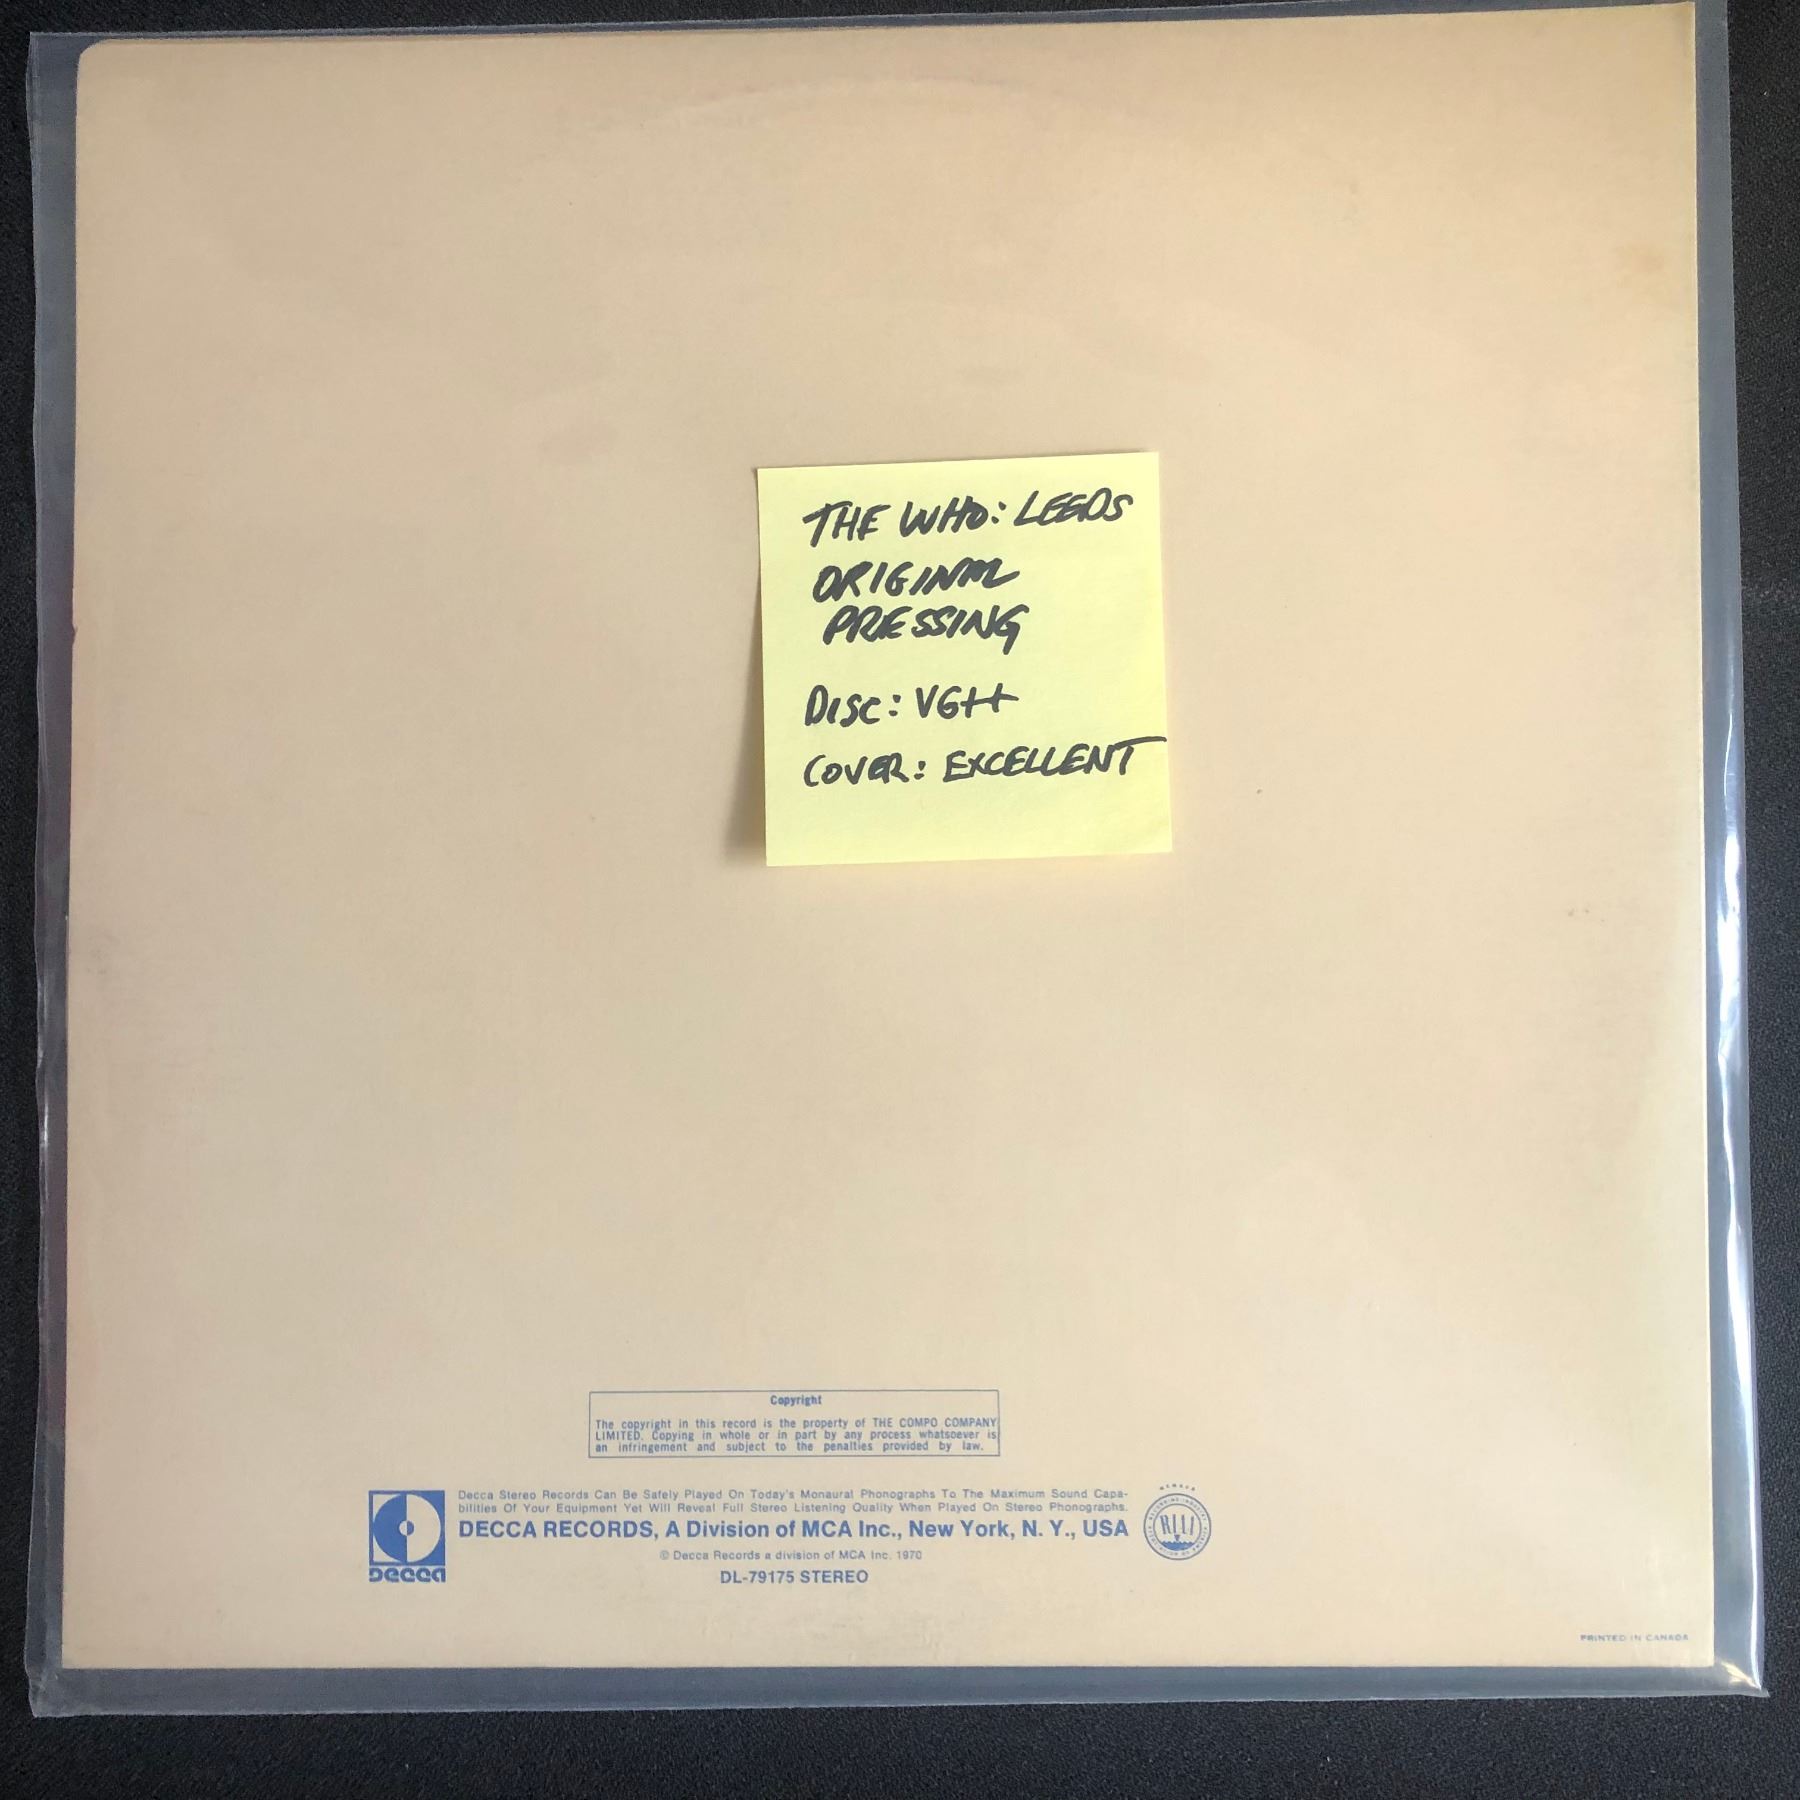 THE WHO: LEEDS
ORIGINAL
PRESSING
DISC: VG++
COVER: EXCELLENT
Copyright
The copyright in this record is the property of THE COMPO COMPANY
LIMITED. Copying in whole or in part by any process whatsoever is
an infringement and subject to the penalties provided by law.
Decca Stereo Records Can Be Safely Played On Today's Monaural Phonographs To The Maximum Sound Capa-
bilities Of Your Equipment Yet Will Reveal Full Stereo Listening Quality When Played On Stereo Phonographs.
DECCA RECORDS, A Division of MCA Inc., New York, N. Y., USA
© Decca Records a division of MCA Inc. 1970
DL-79175 STEREO
DECCA
MEMBER
PRINTED IN CANADA